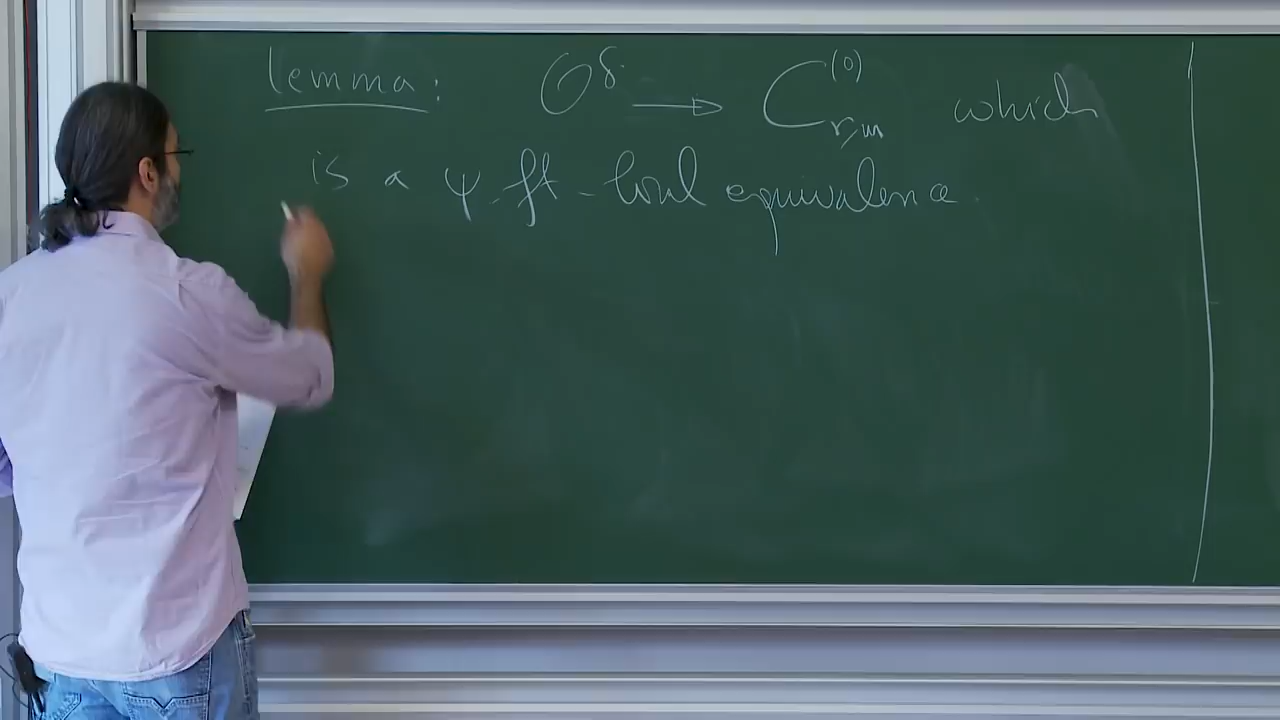 lemma: O^δ → C^{(0)}_{r,m} which
is a ψ.ft-local equivalence.